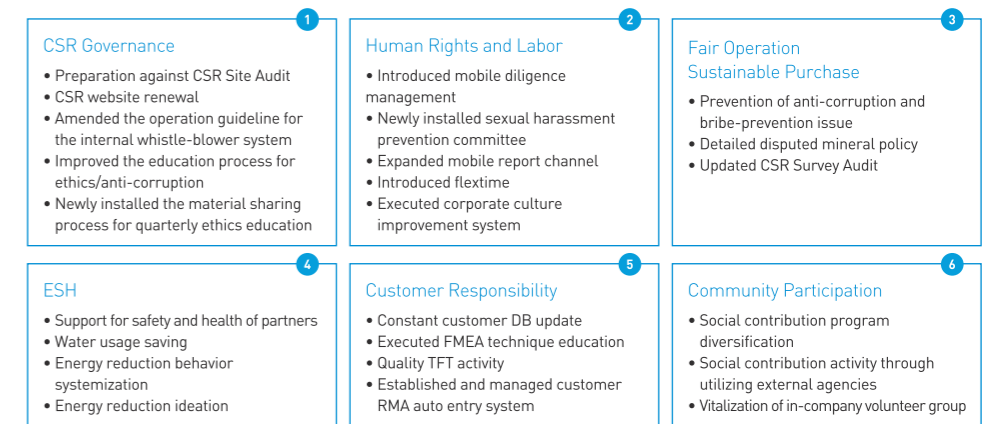 1
CSR Governance
• Preparation against CSR Site Audit
• CSR website renewal
• Amended the operation guideline for
the internal whistle-blower system
• Improved the education process for
ethics/anti-corruption
• Newly installed the material sharing
process for quarterly ethics education
2
Human Rights and Labor
• Introduced mobile diligence
management
• Newly installed sexual harassment
prevention committee
• Expanded mobile report channel
• Introduced flextime
• Executed corporate culture
improvement system
3
Fair Operation
Sustainable Purchase
• Prevention of anti-corruption and
bribe-prevention issue
• Detailed disputed mineral policy
• Updated CSR Survey Audit
4
ESH
• Support for safety and health of partners
• Water usage saving
• Energy reduction behavior
systemization
• Energy reduction ideation
5
Customer Responsibility
• Constant customer DB update
• Executed FMEA technique education
• Quality TFT activity
• Established and managed customer
RMA auto entry system
6
Community Participation
• Social contribution program
diversification
• Social contribution activity through
utilizing external agencies
• Vitalization of in-company volunteer group